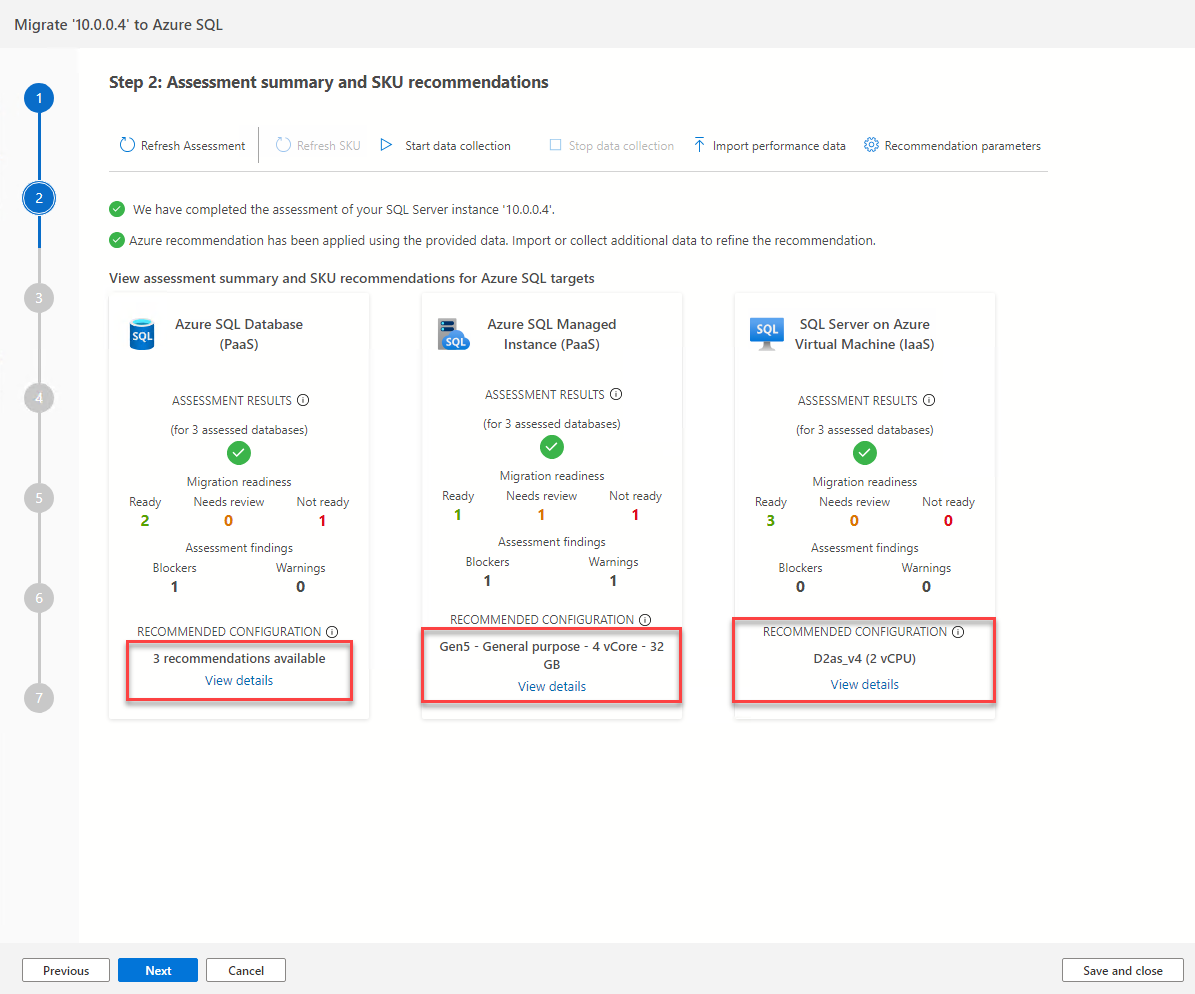 Migrate '10.0.0.4' to Azure SQL
1
2
3
4
5
6
7
Step 2: Assessment summary and SKU recommendations
Refresh Assessment Refresh SKU Start data collection Stop data collection Import performance data Recommendation parameters
We have completed the assessment of your SQL Server instance '10.0.0.4'.
Azure recommendation has been applied using the provided data. Import or collect additional data to refine the recommendation.
View assessment summary and SKU recommendations for Azure SQL targets
SQL
Azure SQL Database
(PaaS)
ASSESSMENT RESULTS
(for 3 assessed databases)
Migration readiness
Ready Needs review Not ready
2 0 1
Assessment findings
Blockers Warnings
1 0
RECOMMENDED CONFIGURATION
3 recommendations available
View details
SQL
Azure SQL Managed
Instance (PaaS)
ASSESSMENT RESULTS
(for 3 assessed databases)
Migration readiness
Ready Needs review Not ready
1 1 1
Assessment findings
Blockers Warnings
1 1
RECOMMENDED CONFIGURATION
Gen5 - General purpose - 4 vCore - 32
GB
View details
SQL
SQL Server on Azure
Virtual Machine (IaaS)
ASSESSMENT RESULTS
(for 3 assessed databases)
Migration readiness
Ready Needs review Not ready
3 0 0
Assessment findings
Blockers Warnings
0 0
RECOMMENDED CONFIGURATION
D2as_v4 (2 vCPU)
View details
Previous Next Cancel Save and close